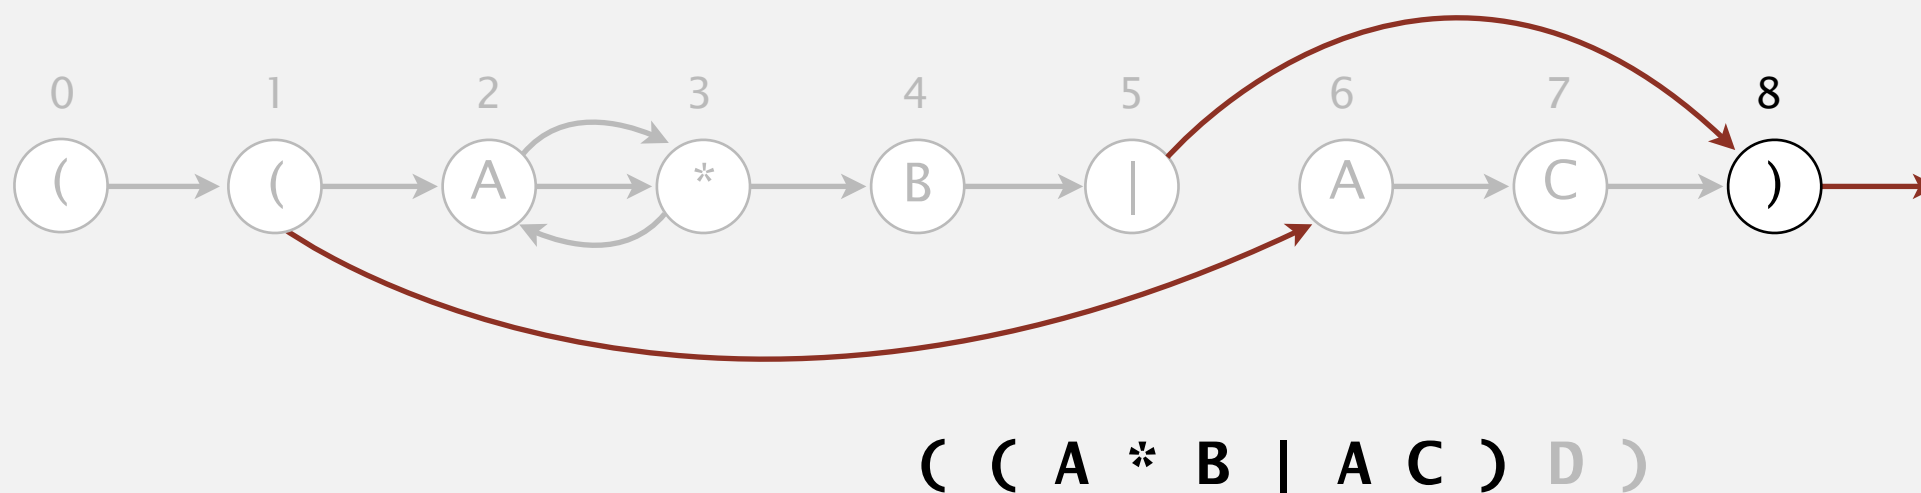 0 1 2 3 4 5 6 7 8
( ( A * B | A C )
( ( A * B | A C ) D )